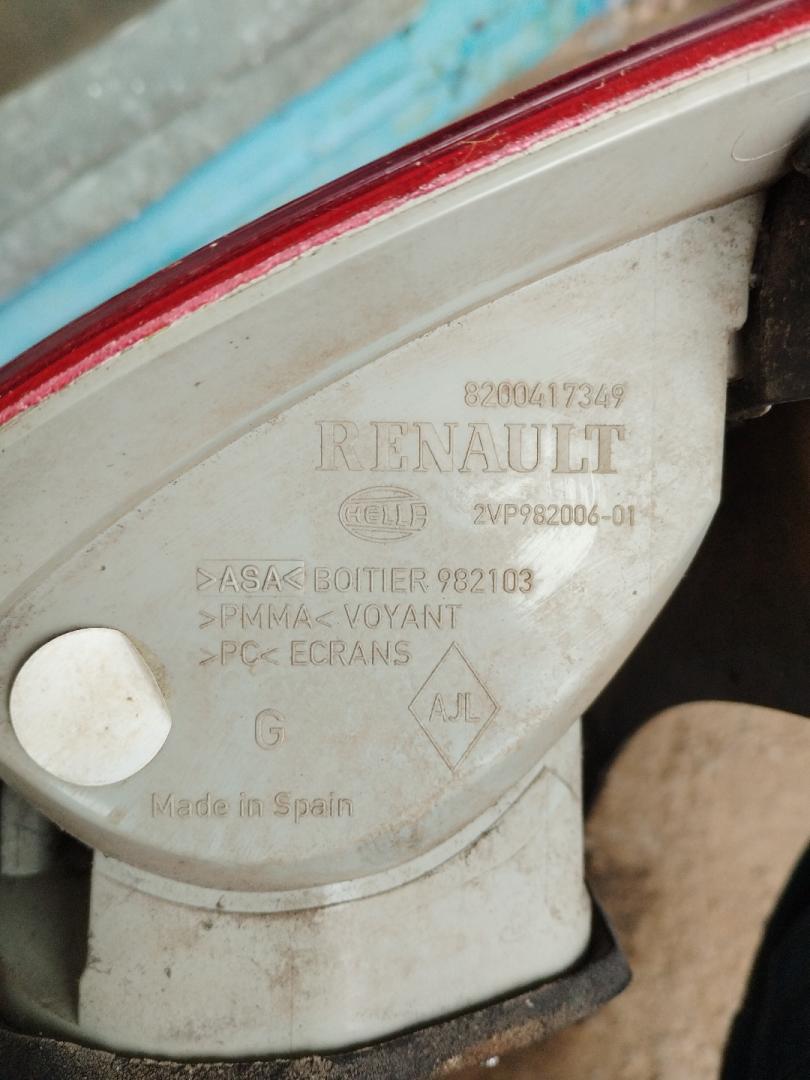 8200417349
RENAULT
HELLA
2VP982006-01
>ASA< BOITIER 982103
>PMMA< VOYANT
>PC< ECRANS
AJL
G
Made in Spain